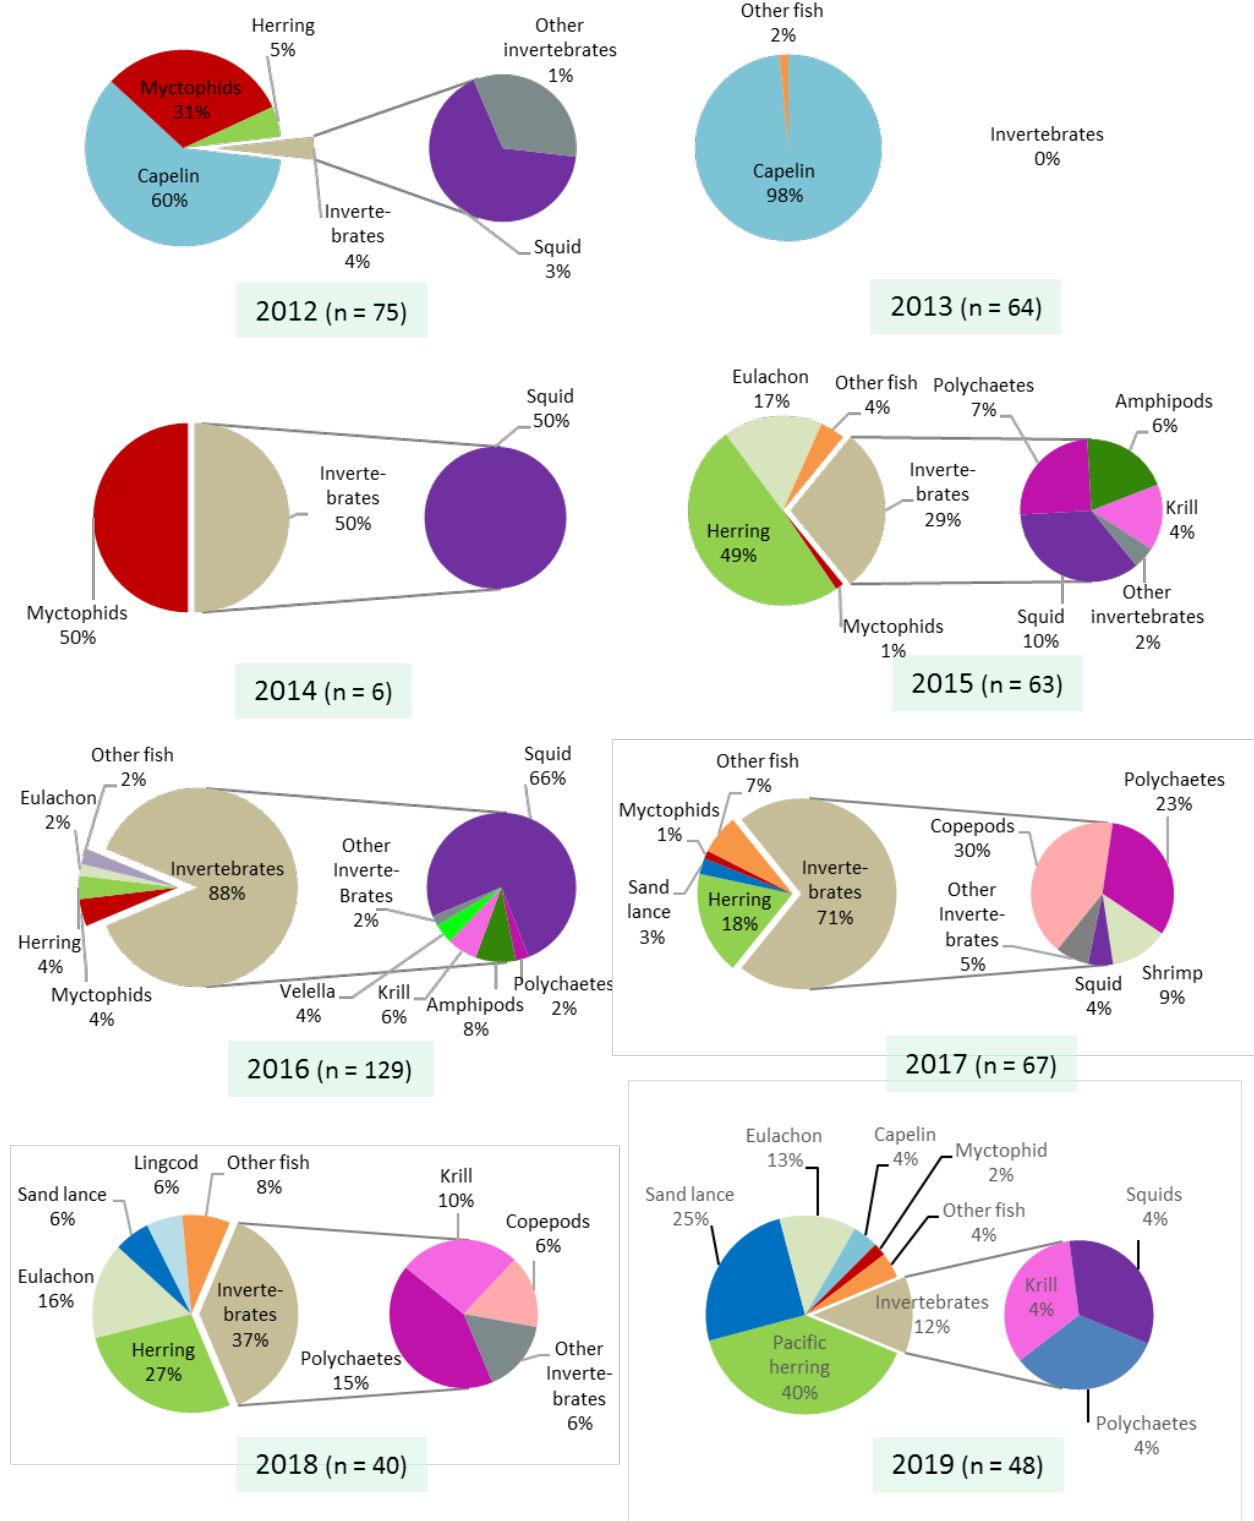 Herring
5%
Other
invertebrates
1%
Myctophids
31%
Capelin
60%
Inverte-
brates
4%
Squid
3%
2012 (n = 75)
Other fish
2%
Capelin
98%
Invertebrates
0%
2013 (n = 64)
Myctophids
50%
Inverte-
brates
50%
Squid
50%
2014 (n = 6)
Eulachon
17%
Other fish
4%
Polychaetes
7%
Amphipods
6%
Herring
49%
Inverte-
brates
29%
Krill
4%
Myctophids
1%
Squid
10%
Other
invertebrates
2%
2015 (n = 63)
Other fish
2%
Eulachon
2%
Invertebrates
88%
Herring
4%
Myctophids
4%
Squid
66%
Other
Inverte-
Brates
2%
Velella
4%
Krill
6%
Amphipods
8%
Polychaetes
2%
2016 (n = 129)
Other fish
7%
Myctophids
1%
Sand
lance
3%
Herring
18%
Inverte-
brates
71%
Copepods
30%
Polychaetes
23%
Other
Inverte-
brates
5%
Squid
4%
Shrimp
9%
2017 (n = 67)
Lingcod
6%
Other fish
8%
Sand lance
6%
Eulachon
16%
Herring
27%
Inverte-
brates
37%
Krill
10%
Copepods
6%
Polychaetes
15%
Other
Inverte-
brates
6%
2018 (n = 40)
Eulachon
13%
Capelin
4%
Myctophid
2%
Sand lance
25%
Other fish
4%
Squids
4%
Invertebrates
12%
Krill
4%
Pacific
herring
40%
Polychaetes
4%
2019 (n = 48)